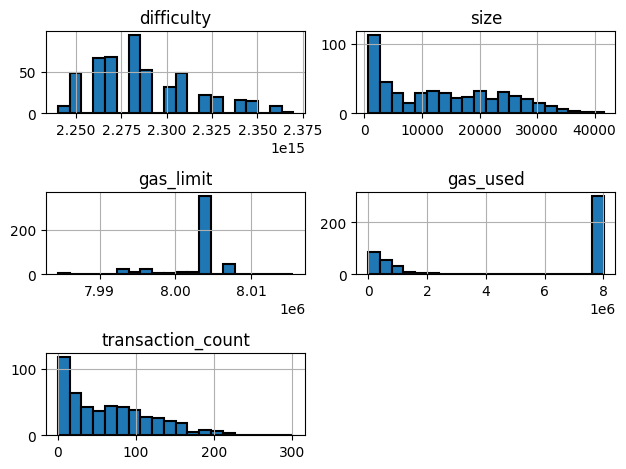 difficulty
50
0
2.250 2.275 2.300 2.325 2.350 2.375
1e15
size
100
0
0 10000 20000 30000 40000
gas_limit
200
0
7.99 8.00 8.01
1e6
gas_used
200
0
0 2 4 6 8
1e6
transaction_count
100
0
0 100 200 300